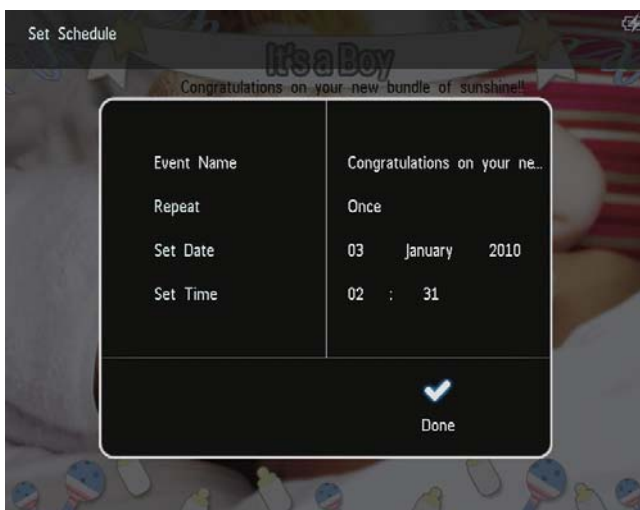 Set Schedule
It's a Boy
Congratulations on your new bundle of sunshine!!
Event Name Congratulations on your ne...
Repeat Once
Set Date 03 January 2010
Set Time 02 : 31
Done